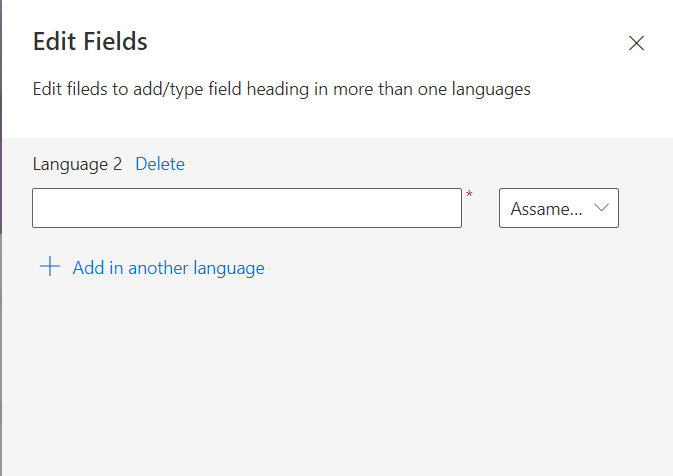 Edit Fields
Edit fileds to add/type field heading in more than one languages
Language 2 Delete
* Assame...
Add in another language